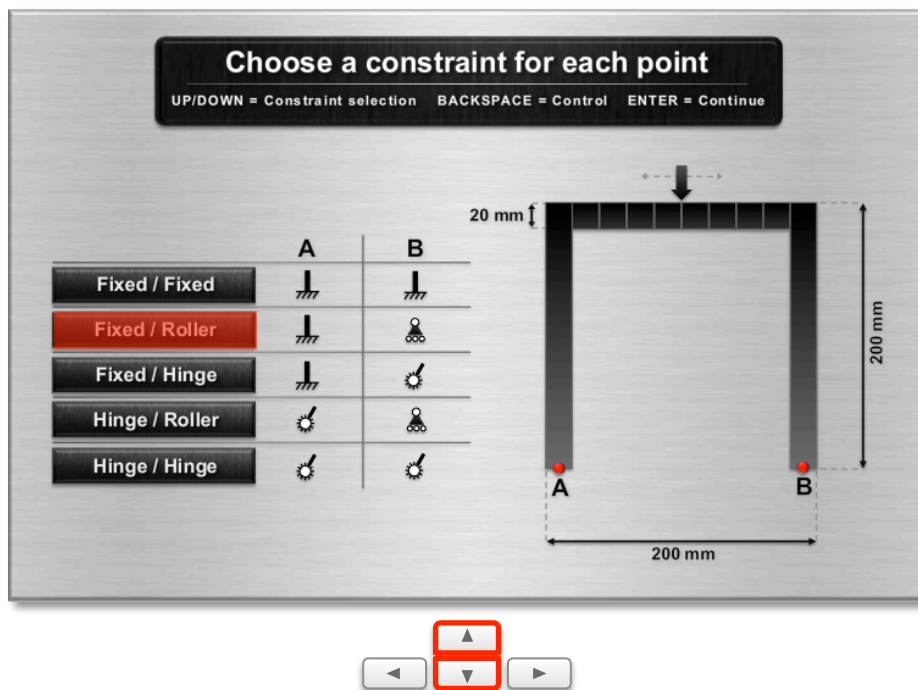 Choose a constraint for each point
UP/DOWN = Constraint selection BACKSPACE = Control ENTER = Continue
20 mm
A B
Fixed / Fixed
Fixed / Roller
Fixed / Hinge
Hinge / Roller
Hinge / Hinge
200 mm
A B
200 mm